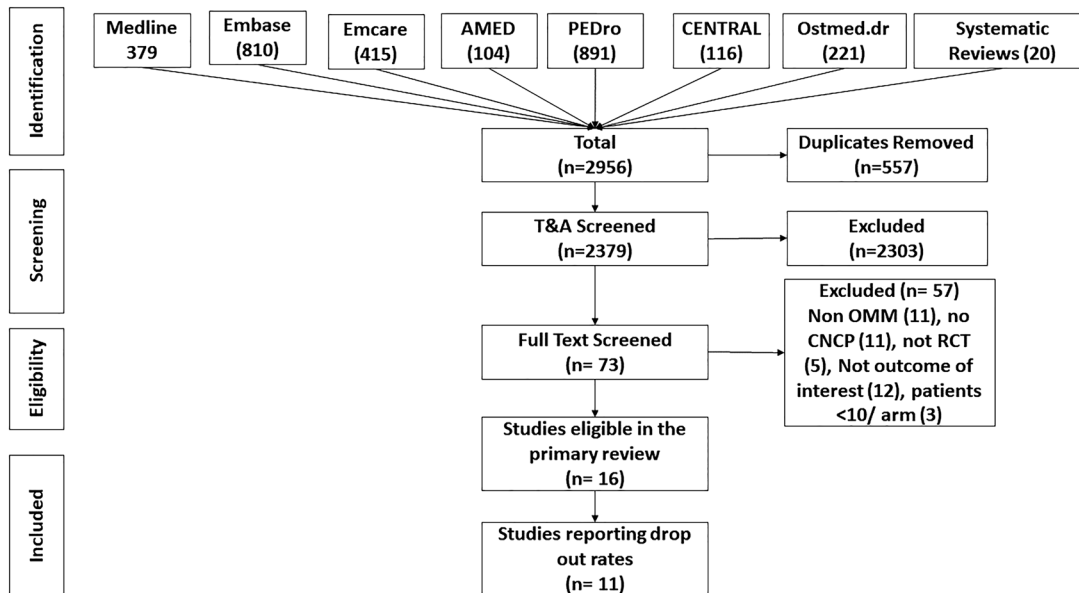 Identification
Medline
379
Embase
(810)
Emcare
(415)
AMED
(104)
PEDro
(891)
CENTRAL
(116)
Ostmed.dr
(221)
Systematic
Reviews (20)
Total
(n=2956)
Duplicates Removed
(n=557)
Screening
T&A Screened
(n=2379)
Excluded
(n=2303)
Eligibility
Full Text Screened
(n= 73)
Excluded (n= 57)
Non OMM (11), no
CNCP (11), not RCT
(5), Not outcome of
interest (12), patients
<10/ arm (3)
Studies eligible in the
primary review
(n= 16)
Included
Studies reporting drop
out rates
(n= 11)